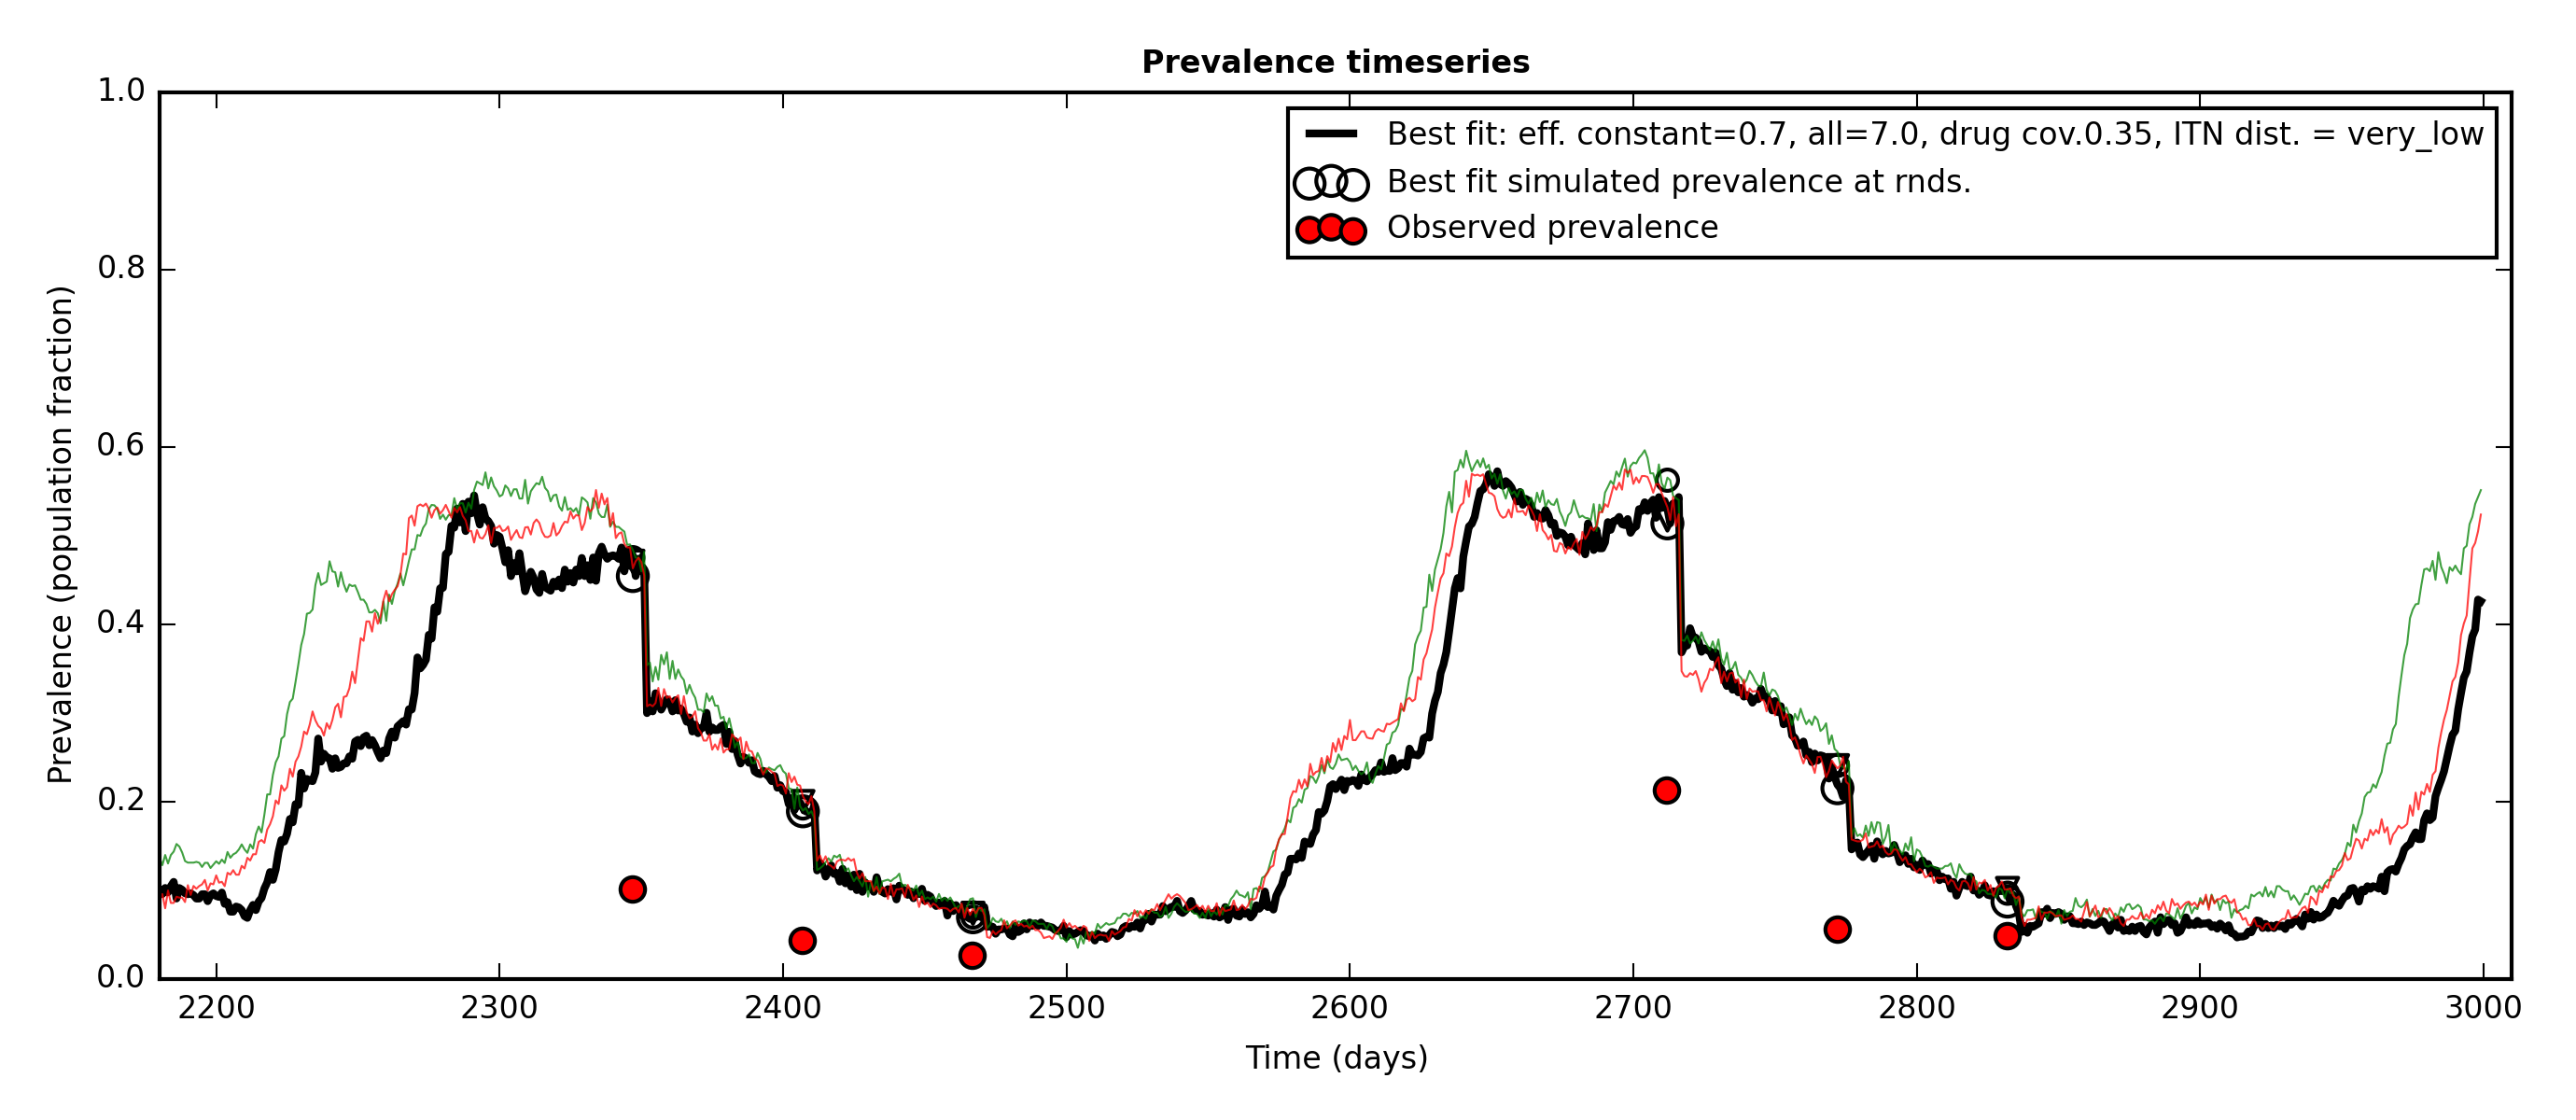 Prevalence timeseries
1.0
0.8
0.6
0.4
0.2
0.0
Prevalence (population fraction)
Best fit: eff. constant=0.7, all=7.0, drug cov.0.35, ITN dist. = very_low
Best fit simulated prevalence at rnds.
Observed prevalence
2200 2300 2400 2500 2600 2700 2800 2900 3000
Time (days)